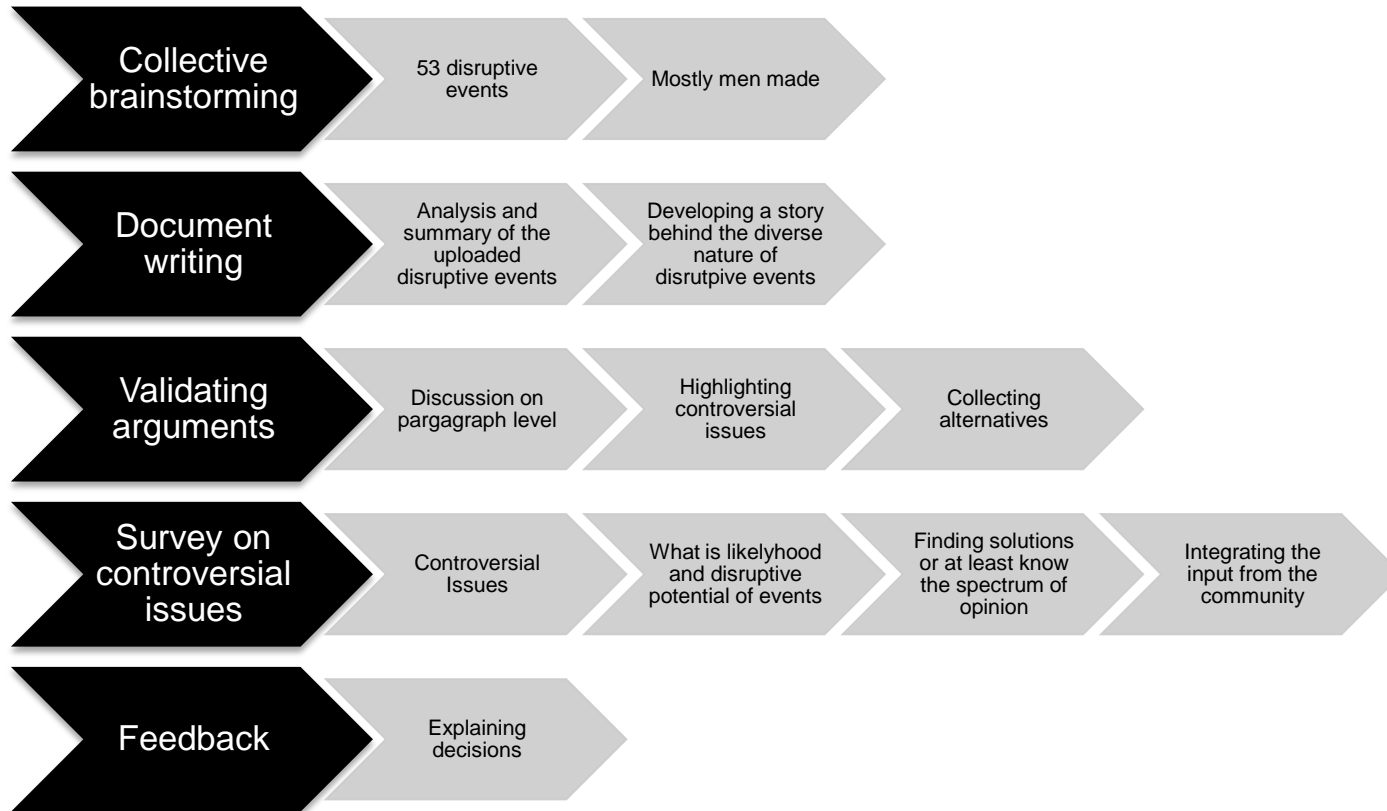 Collective
brainstorming
53 disruptive
events
Mostly men made
Document
writing
Analysis and
summary of the
uploaded
disruptive events
Developing a story
behind the diverse
nature of
disrutpive events
Validating
arguments
Discussion on
pargagraph level
Highlighting
controversial
issues
Collecting
alternatives
Survey on
controversial
issues
Controversial
Issues
What is likelyhood
and disruptive
potential of events
Finding solutions
or at least know
the spectrum of
opinion
Integrating the
input from the
community
Feedback
Explaining
decisions